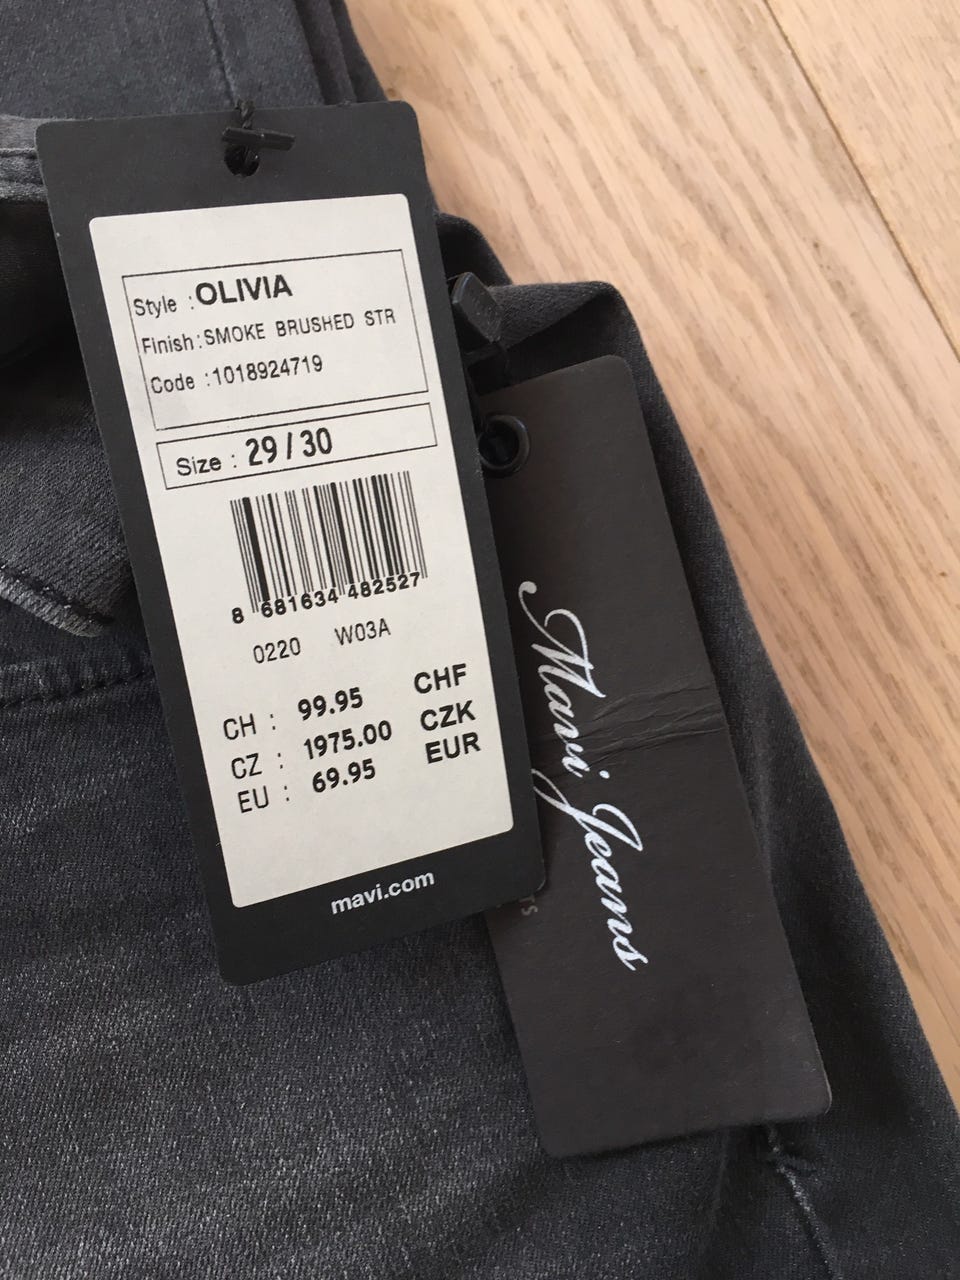 Style : OLIVIA
Finish : SMOKE BRUSHED STR
Code : 1018924719
Size : 29 / 30
8 681634 482527
0220 W03A
CH : 99.95 CHF
CZ : 1975.00 CZK
EU : 69.95 EUR
mavi.com
Mavi Jeans